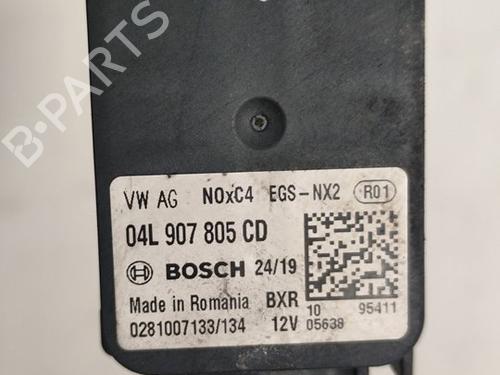 B-PARTS
VW AG NOxC4 EGS-NX2 R01
04L 907 805 CD
BOSCH 24/19
Made in Romania BXR 10 95411
0281007133/134 12V 05638